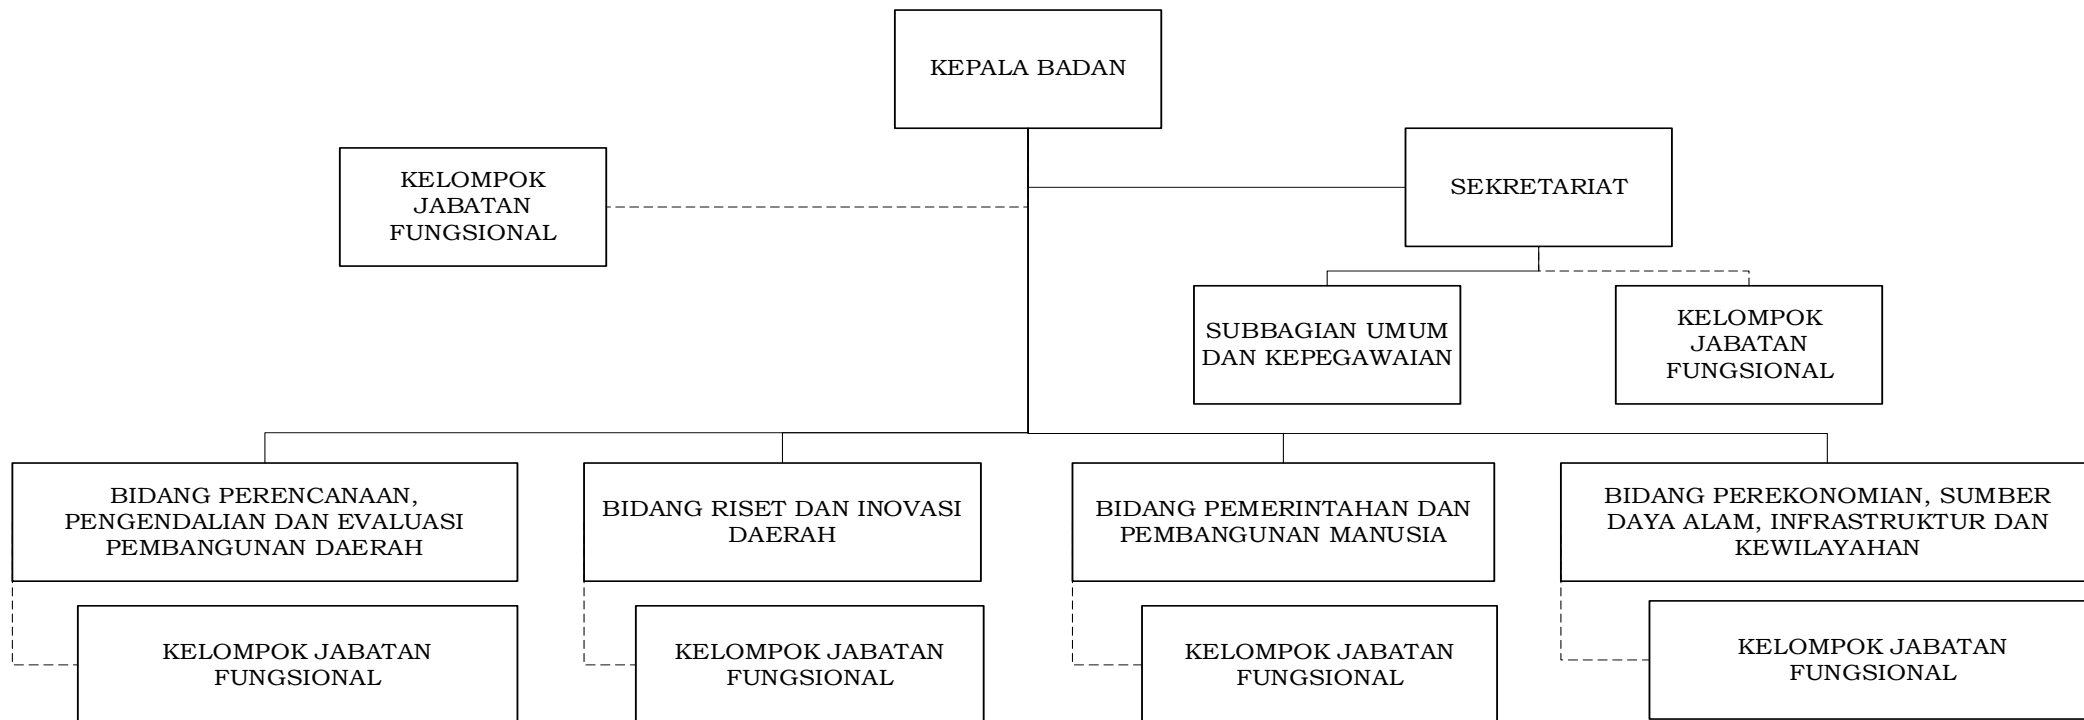 KEPALA BADAN
KELOMPOK
JABATAN
FUNGSIONAL
SEKRETARIAT
SUBBAGIAN UMUM
DAN KEPEGAWAIAN
KELOMPOK
JABATAN
FUNGSIONAL
BIDANG PERENCANAAN,
PENGENDALIAN DAN EVALUASI
PEMBANGUNAN DAERAH
BIDANG RISET DAN INOVASI
DAERAH
BIDANG PEMERINTAHAN DAN
PEMBANGUNAN MANUSIA
BIDANG PEREKONOMIAN, SUMBER
DAYA ALAM, INFRASTRUKTUR DAN
KEWILAYAHAN
KELOMPOK JABATAN
FUNGSIONAL
KELOMPOK JABATAN
FUNGSIONAL
KELOMPOK JABATAN
FUNGSIONAL
KELOMPOK JABATAN
FUNGSIONAL